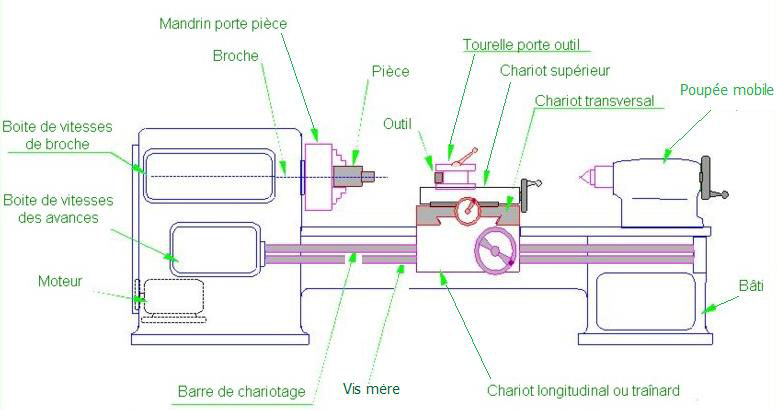 Mandrin porte pièce
Broche
Pièce
Tourelle porte outil
Chariot supérieur
Chariot transversal
Poupée mobile
Outil
Boite de vitesses
de broche
Boite de vitesses
des avances
Moteur
Bâti
Barre de chariotage
Vis mére
Chariot longitudinal ou traînard